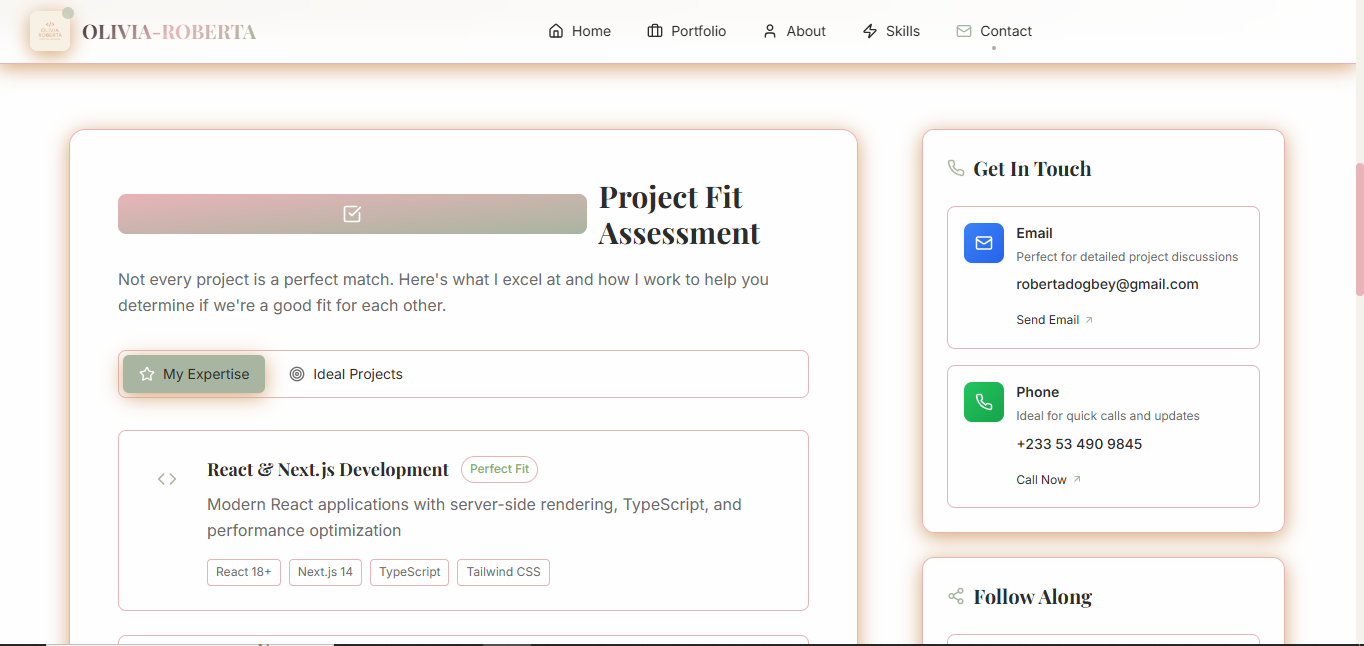 OLIVIA
ROBERTA
OLIVIA-ROBERTA
Home
Portfolio
About
Skills
Contact
Project Fit
Assessment
Not every project is a perfect match. Here's what I excel at and how I work to help you
determine if we're a good fit for each other.
My Expertise
Ideal Projects
React & Next.js Development
Perfect Fit
Modern React applications with server-side rendering, TypeScript, and
performance optimization
React 18+
Next.js 14
TypeScript
Tailwind CSS
Get In Touch
Email
Perfect for detailed project discussions
robertadogbey@gmail.com
Send Email
Phone
Ideal for quick calls and updates
+233 53 490 9845
Call Now
Follow Along